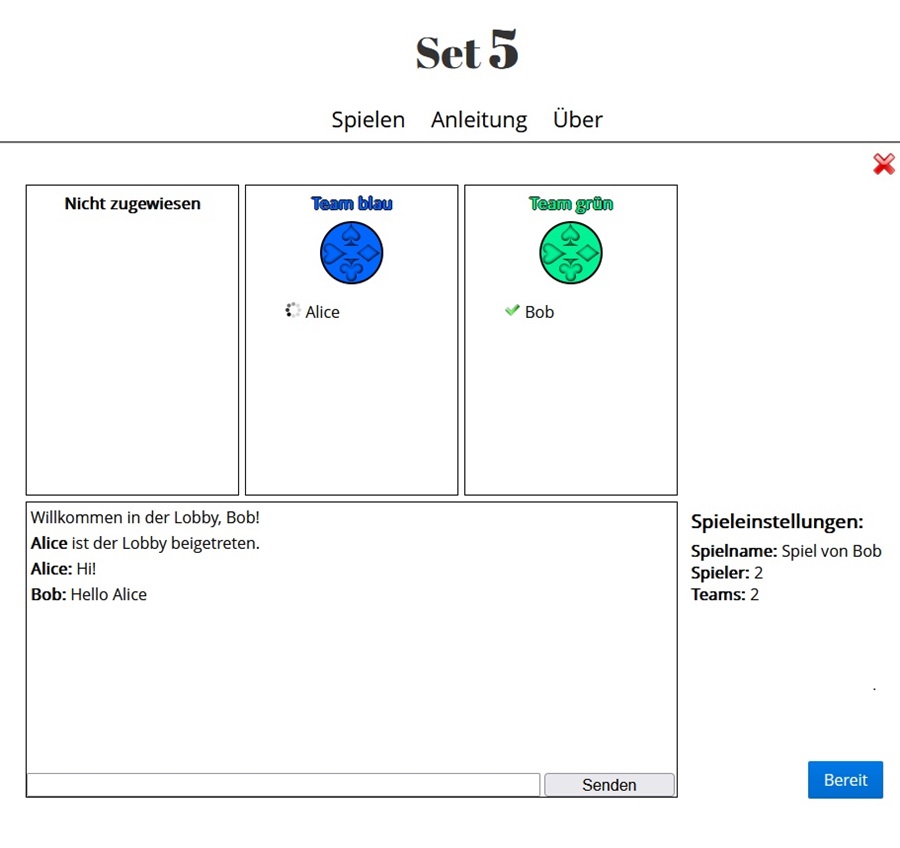 Set 5
Spielen Anleitung Über
Nicht zugewiesen
Team blau
Alice
Team grün
Bob
Willkommen in der Lobby, Bob!
Alice ist der Lobby beigetreten.
Alice: Hi!
Bob: Hello Alice
Senden
Spieleinstellungen:
Spielname: Spiel von Bob
Spieler: 2
Teams: 2
.
Bereit